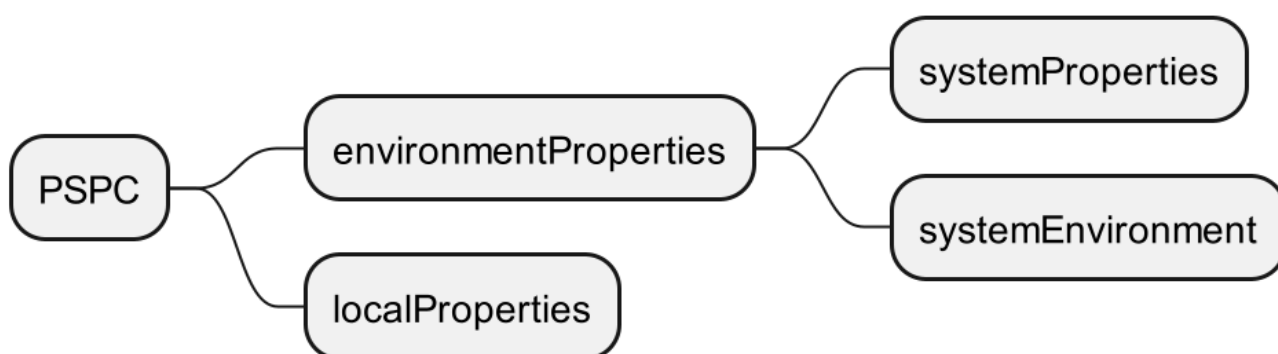 PSPC
environmentProperties
systemProperties
systemEnvironment
localProperties